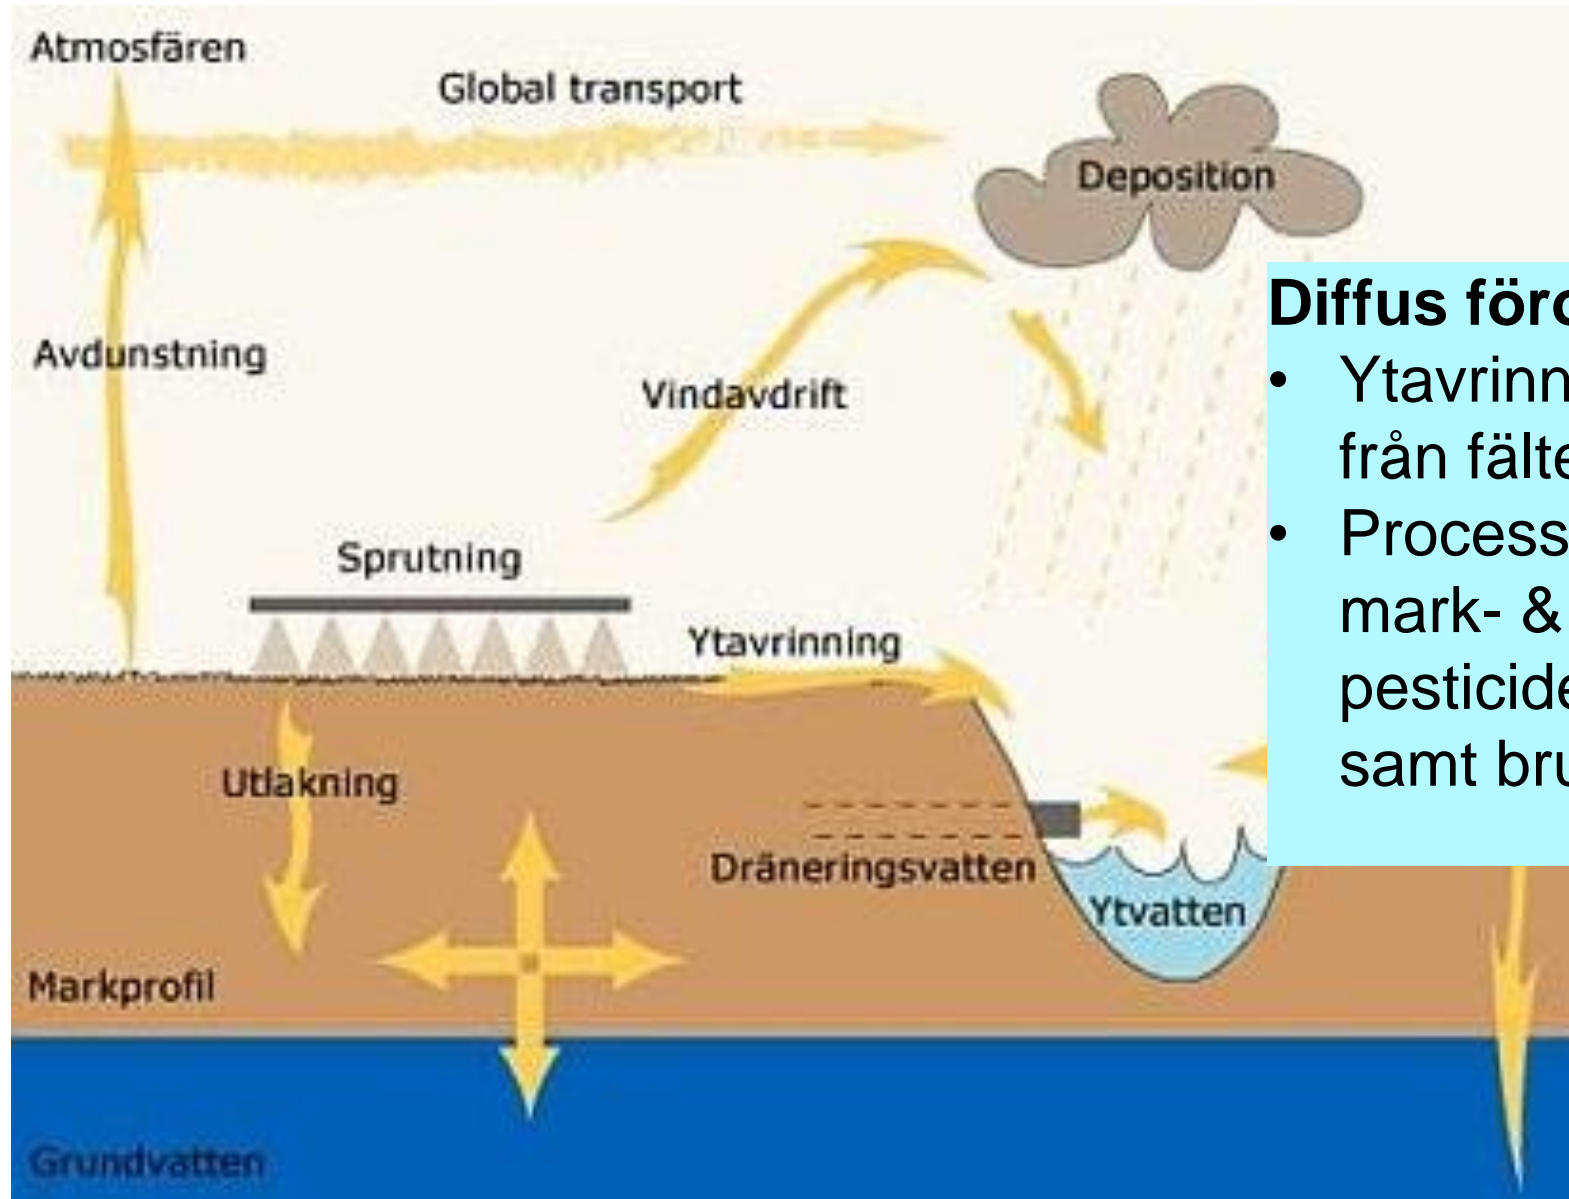 Atmosfären
Global transport
Deposition
Avdunstning
Vindavdrift
Sprutning
Ytavrinning
Utlakning
Dräneringsvatten
Ytvatten
Markprofil
Grundvatten
Diffus föro
• Ytavrinn
från fälte
• Process
mark- &
pesticide
samt bru